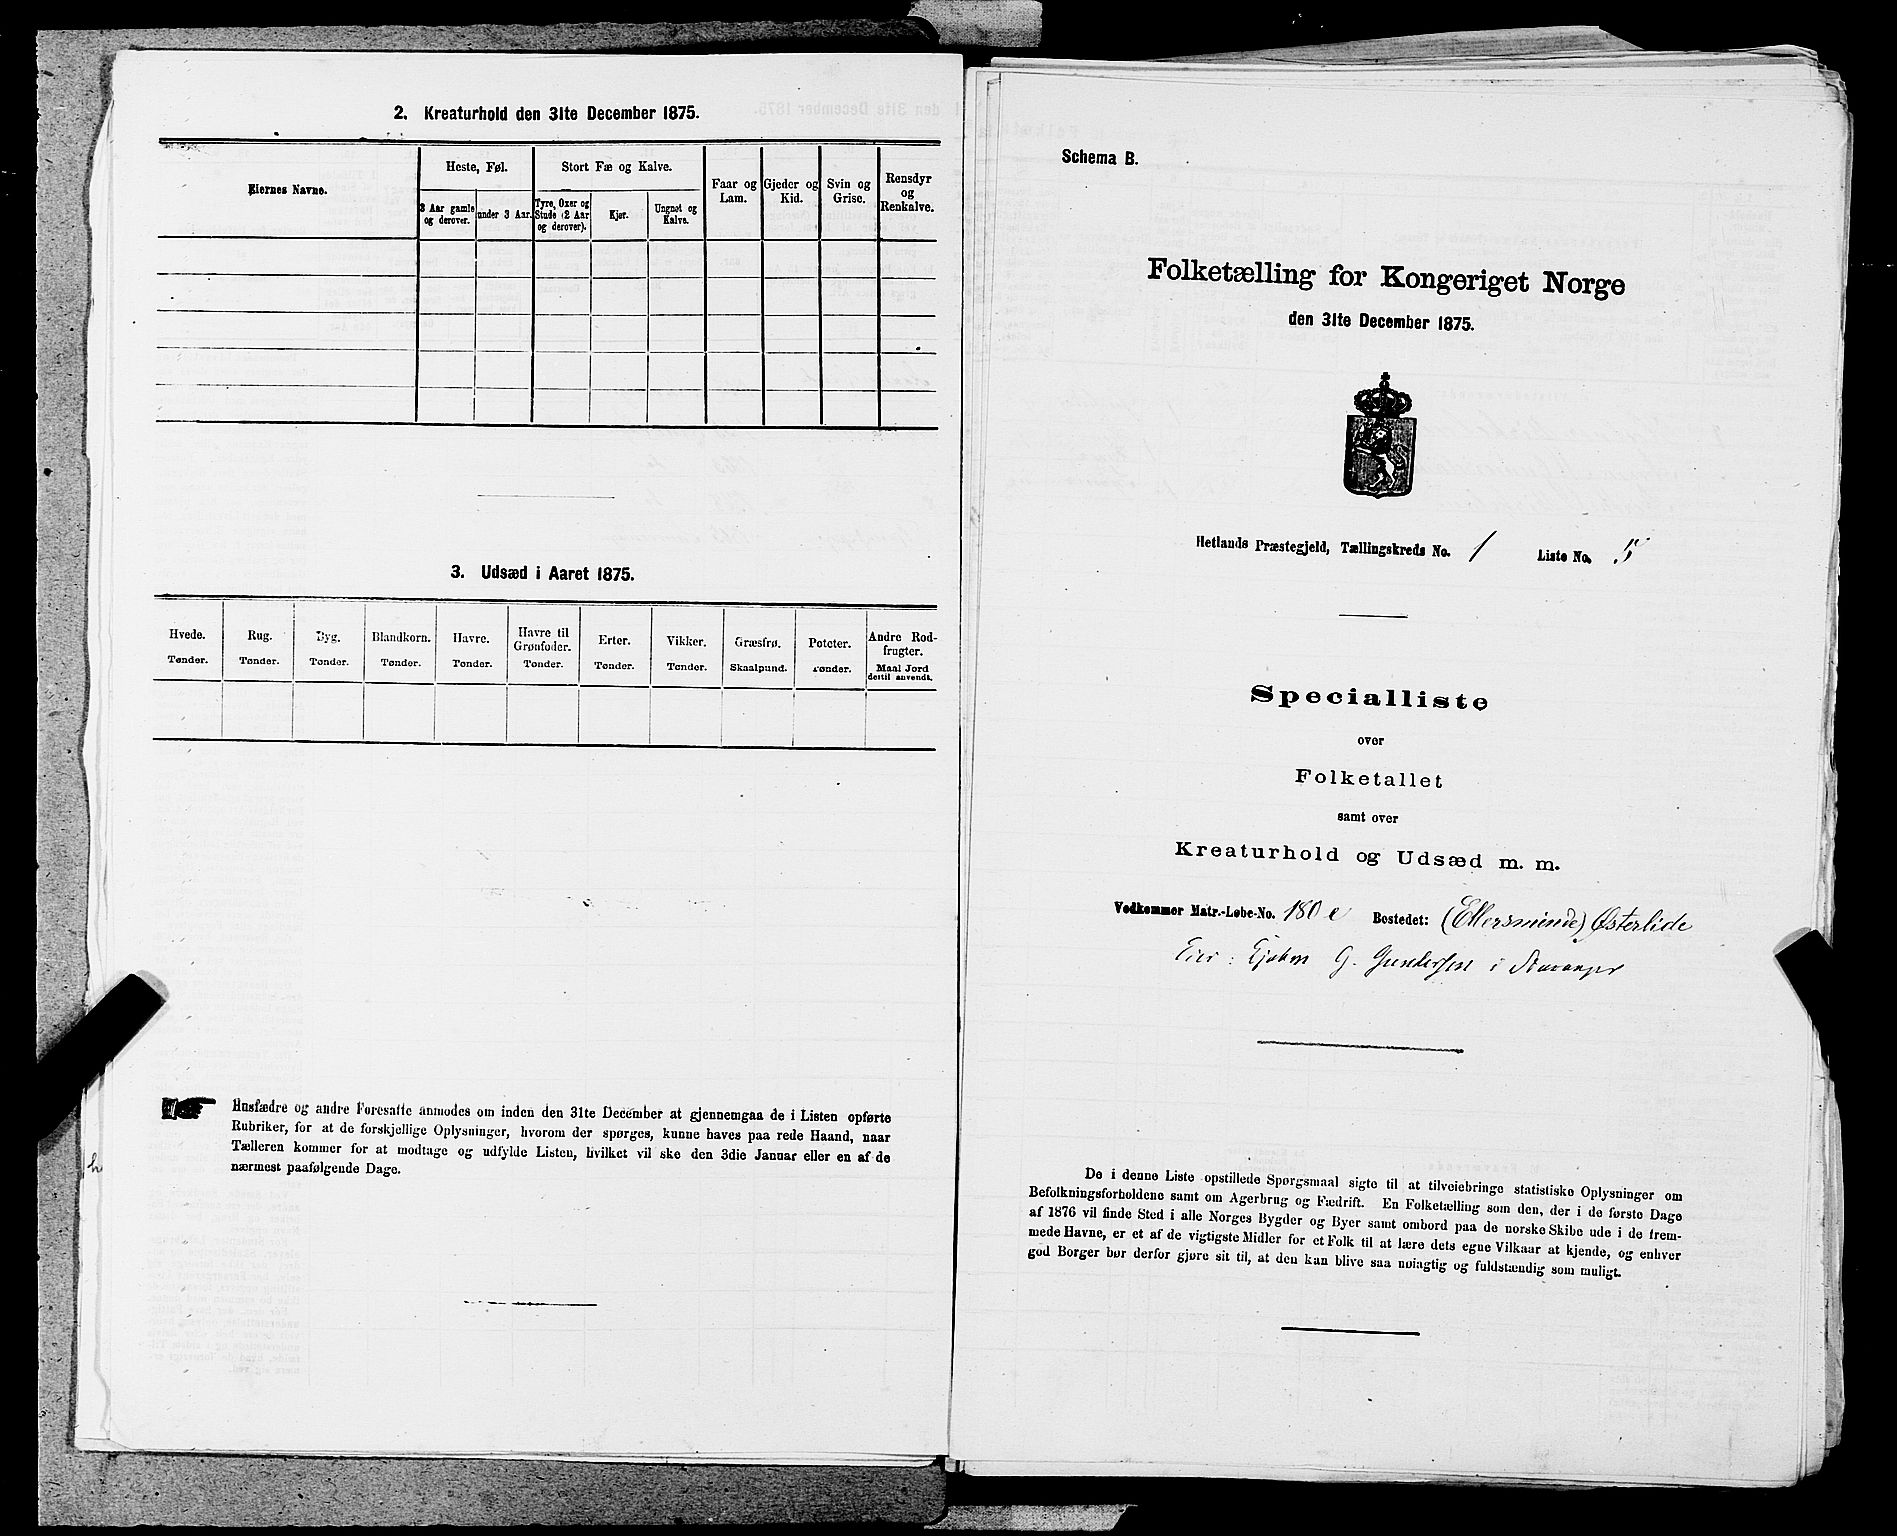 2. Kreaturhold den 31te December 1875.
Eiernes Navne.
Heste, Føl.
3 Aar gamle og derover.
under 3 Aar.
Stort Fæ og Kalve.
Tyre, Oxer og Stude (2 Aar og derover).
Kjør.
Ungnøt og Kalve.
Faar og Lam.
Gjeder og Kid.
Svin og Grise.
Rensdyr og Renkalve.
3. Udsæd i Aaret 1875.
Hvede. Tønder.
Rug. Tønder.
Byg. Tønder.
Blandkorn. Tønder.
Havre. Tønder.
Havre til Grønfoder. Tønder.
Erter. Tønder.
Vikker. Tønder.
Græsfrø. Skaalpund.
Poteter. Tønder.
Andre Rodfrugter. Maal Jord dertil anvendt.
Husfædre og andre Foresatte anmodes om inden den 31te December at gjennemgaa de i Listen opførte
Rubriker, for at de forskjellige Oplysninger, hvorom der spørges, kunne haves paa rede Haand, naar
Tælleren kommer for at modtage og udfylde Listen, hvilket vil ske den 3die Januar eller en af de
nærmest paafølgende Dage.
Schema B.
Folketælling for Kongeriget Norge
den 31te December 1875.
Hetlands Præstegjeld, Tællingskreds No. 1 Liste No. 5
Specialliste
over
Folketallet
samt over
Kreaturhold og Udsæd m. m.
Vedkommer Matr.-Løbe-No. 180 e Bostedet: (Ellersminde) Østerlide
Eier: G. Gundersen i Stavanger
De i denne Liste opstillede Spørgsmaal sigte til at tilveiebringe statistiske Oplysninger om
Befolkningsforholdene samt om Agerbrug og Fædrift. En Folketælling som den, der i de første Dage
af 1876 vil finde Sted i alle Norges Bygder og Byer samt ombord paa de norske Skibe ude i de frem-
mede Havne, er et af de vigtigste Midler for et Folk til at lære dets egne Vilkaar at kjende, og enhver
god Borger bør derfor gjøre sit til, at den kan blive saa nøiagtig og fuldstændig som muligt.